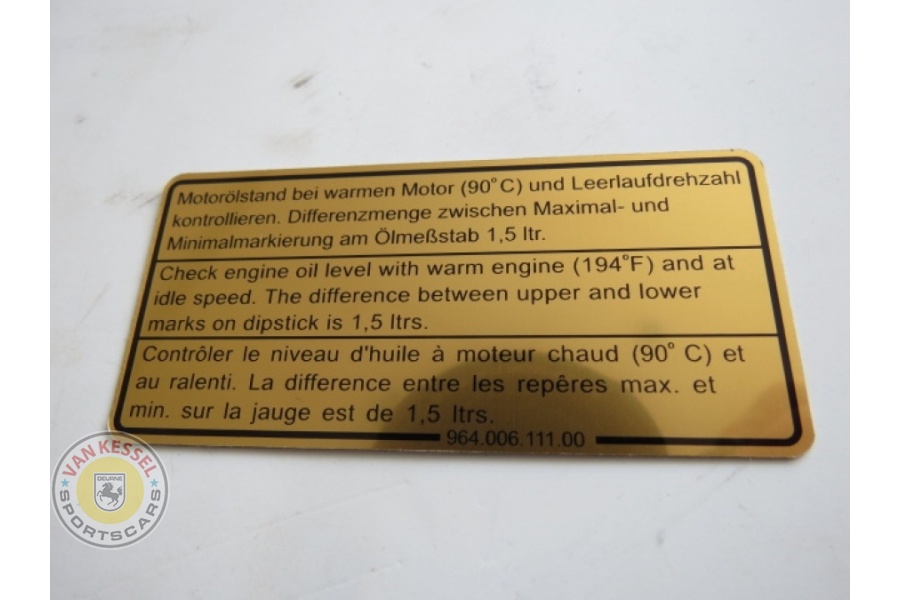 Motorölstand bei warmen Motor (90°C) und Leerlaufdrehzahl
kontrollieren. Differenzmenge zwischen Maximal- und
Minimalmarkierung am Ölmeßstab 1,5 ltr.
Check engine oil level with warm engine (194°F) and at
idle speed. The difference between upper and lower
marks on dipstick is 1,5 ltrs.
Contrôler le niveau d'huile à moteur chaud (90° C) et
au ralenti. La difference entre les repêres max. et
min. sur la jauge est de 1,5 ltrs.
964.006.111.00
VAN KESSEL
DEURNE
SPORTSCARS